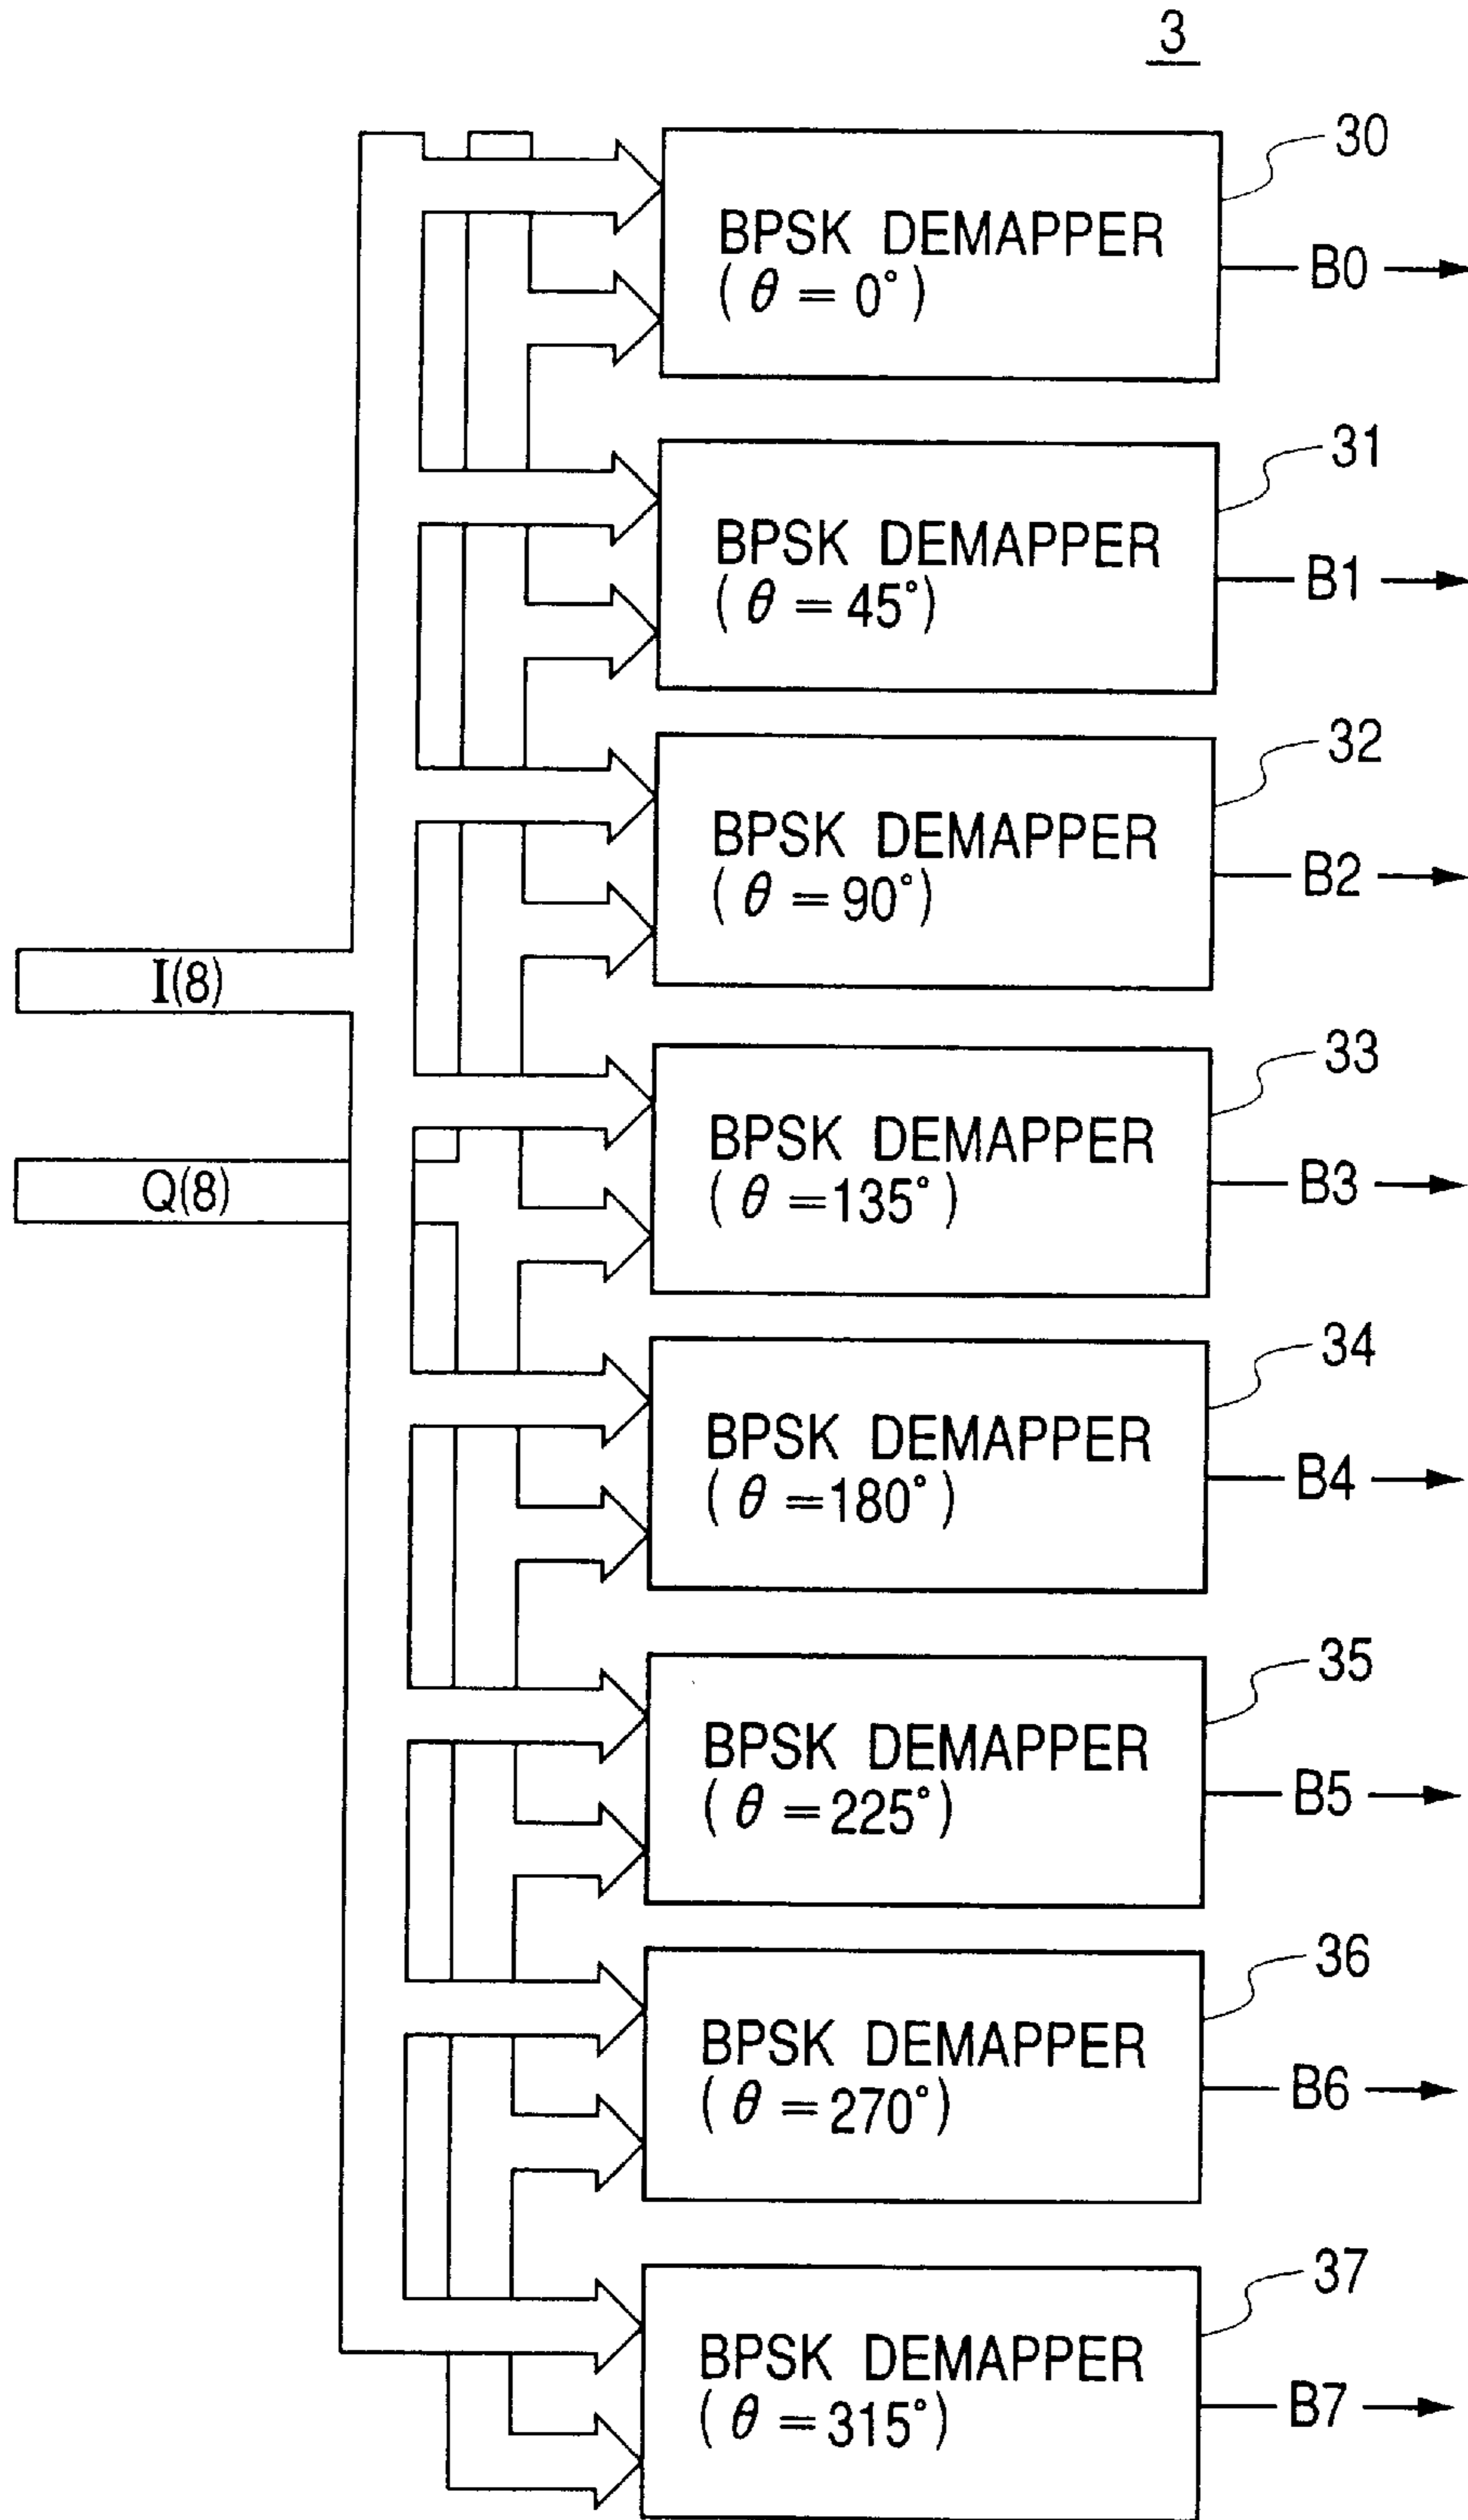 3
30
BPSK DEMAPPER
(θ = 0°)
B0
31
BPSK DEMAPPER
(θ = 45°)
B1
32
BPSK DEMAPPER
(θ = 90°)
B2
I(8)
33
BPSK DEMAPPER
(θ = 135°)
B3
Q(8)
34
BPSK DEMAPPER
(θ = 180°)
B4
35
BPSK DEMAPPER
(θ = 225°)
B5
36
BPSK DEMAPPER
(θ = 270°)
B6
37
BPSK DEMAPPER
(θ = 315°)
B7